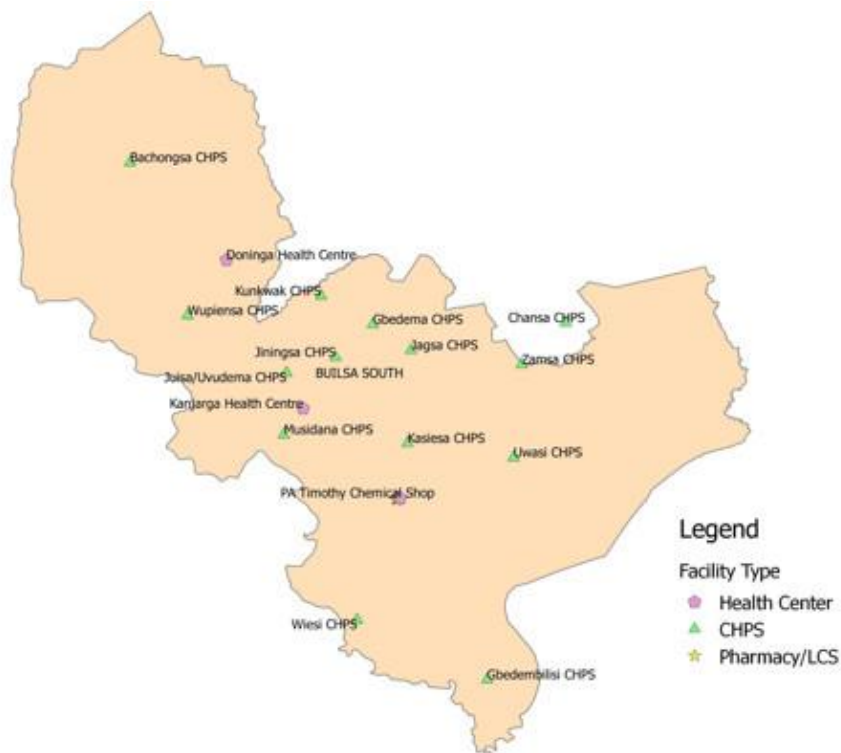 Bachongsa CHPS
Doninga Health Centre
Kunkwak CHPS
Wupiensa CHPS
Gbedema CHPS
Chansa CHPS
Jagsa CHPS
Jiningsa CHPS
Zamsa CHPS
BUILSA SOUTH
Joisa/Uvudema CHPS
Kanjarga Health Centre
Musidana CHPS
Kasiesa CHPS
Uwasi CHPS
PA Timothy Chemical Shop
Wiesi CHPS
Gbedembilisi CHPS
Legend
Facility Type
Health Center
CHPS
Pharmacy/LCS